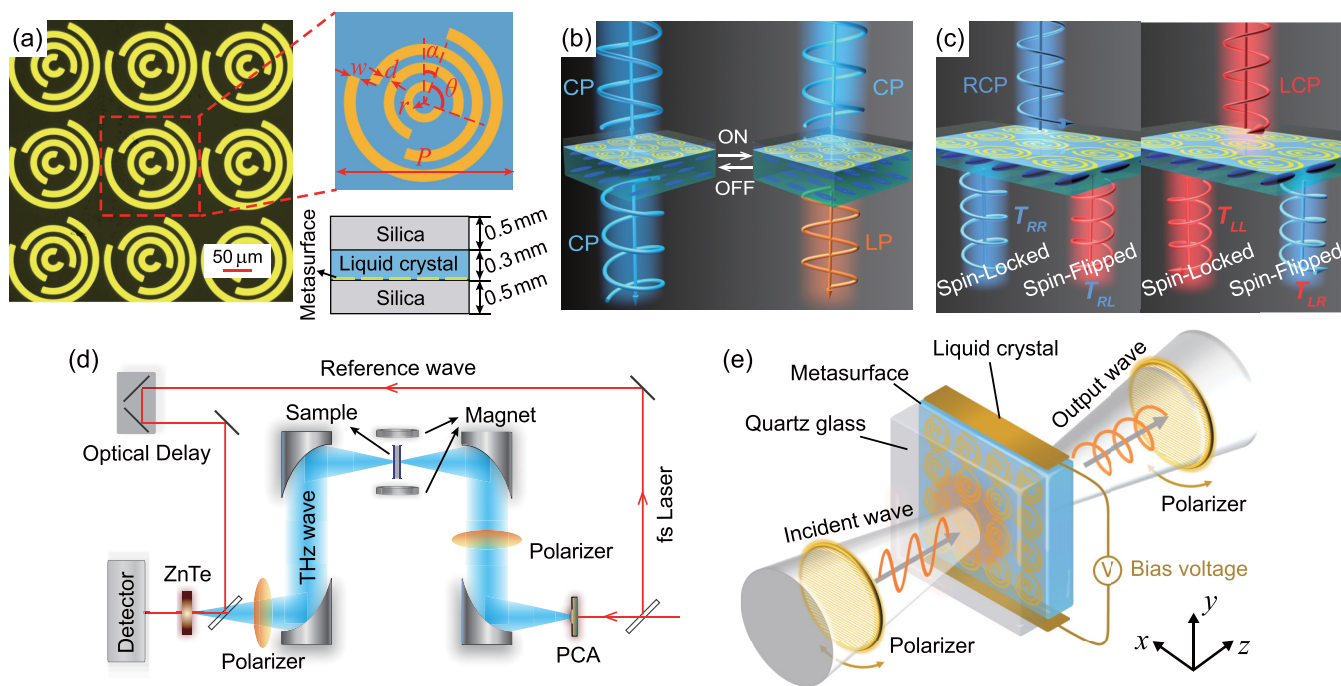 (a)
50 μm
w
d
α
θ
r
P
Metasurface
Silica
Liquid crystal
Silica
0.5mm
0.3mm
0.5mm
(b)
CP
CP
ON
OFF
CP
LP
(c)
RCP
LCP
T_RR
Spin-Locked
Spin-Flipped
T_RL
T_LL
Spin-Locked
Spin-Flipped
T_LR
(d)
Reference wave
Optical Delay
Sample
Magnet
THz wave
Polarizer
fs Laser
ZnTe
Detector
Polarizer
PCA
(e)
Liquid crystal
Metasurface
Quartz glass
Output wave
Polarizer
Incident wave
V
Bias voltage
Polarizer
y
x
z